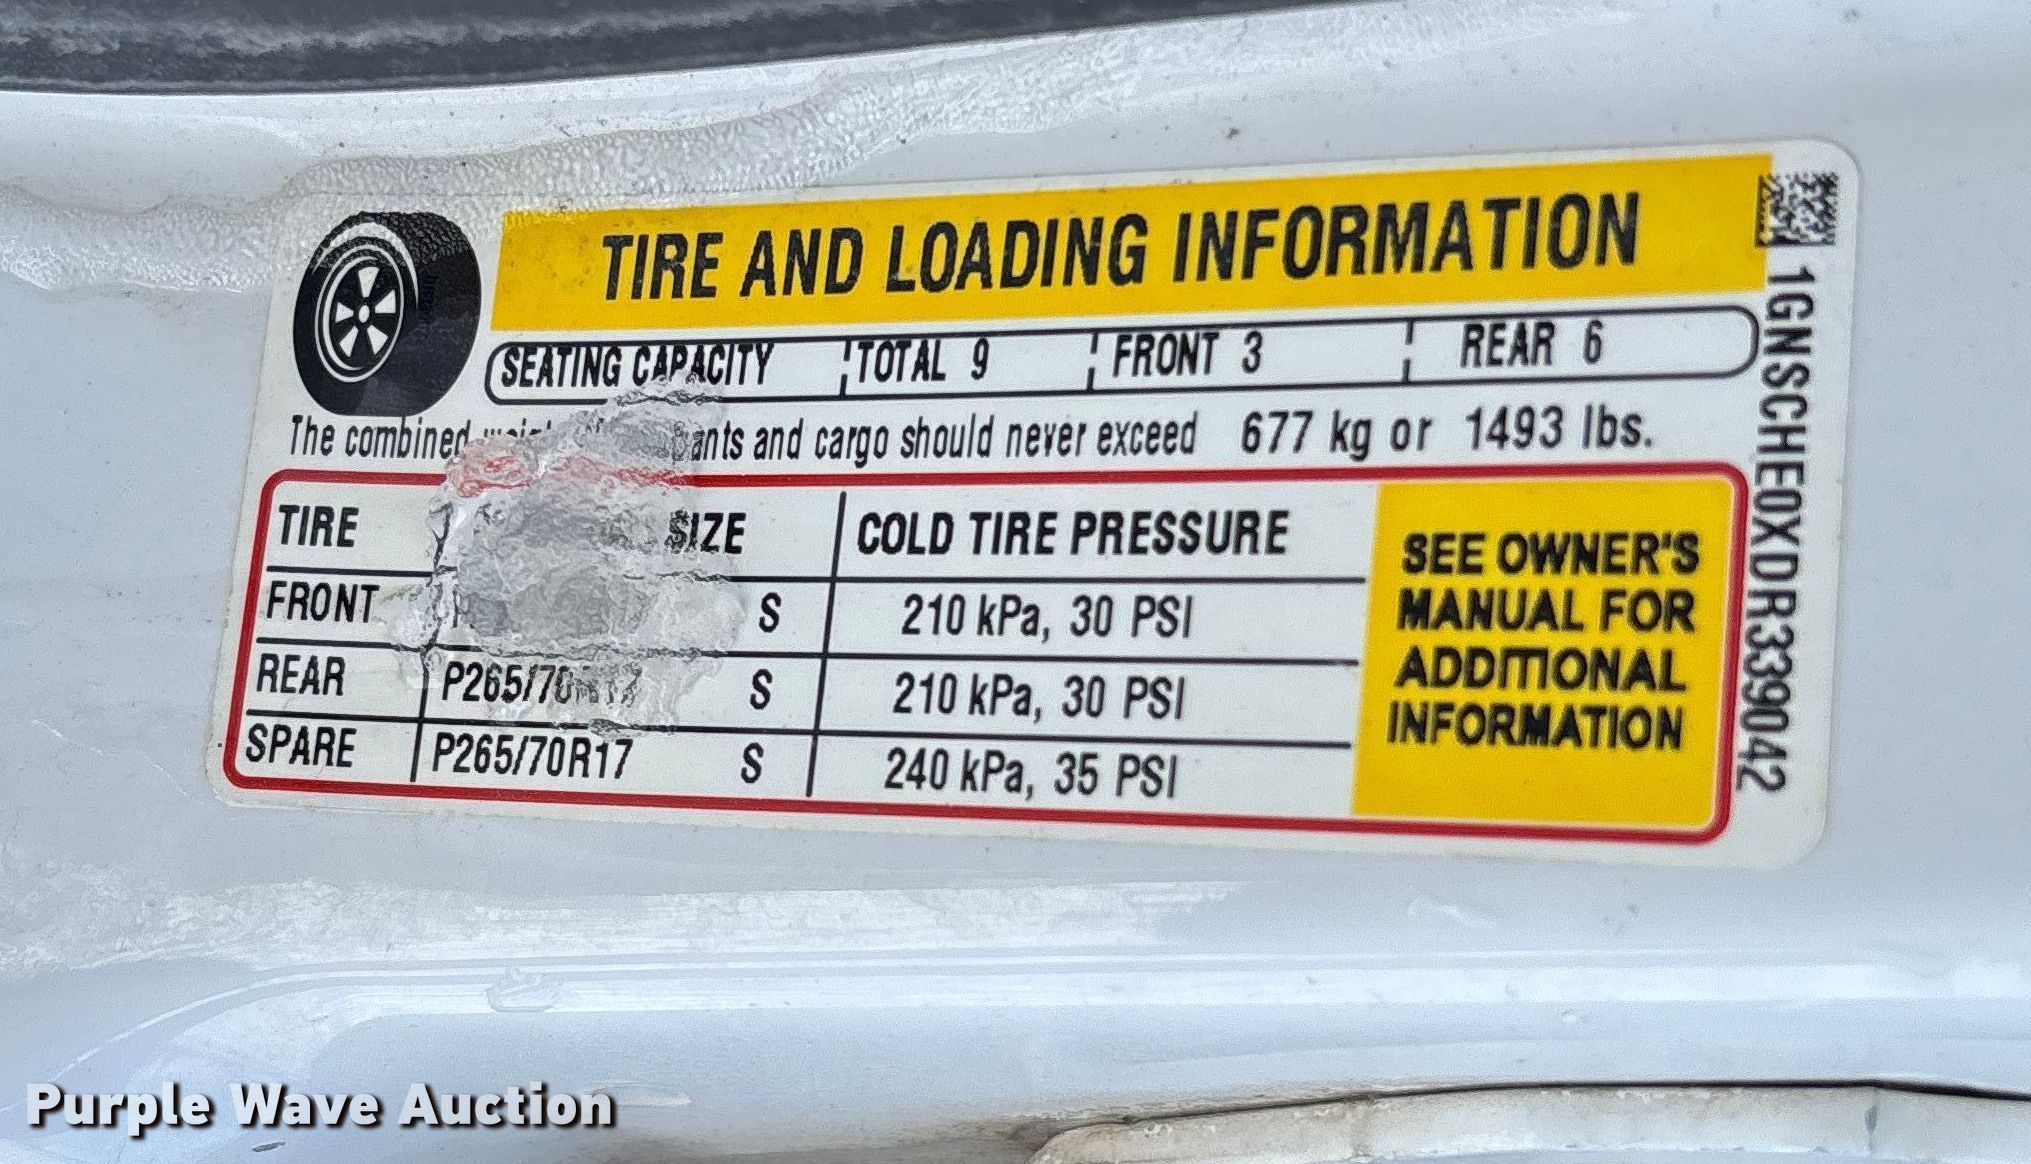 TIRE AND LOADING INFORMATION
SEATING CAPACITY TOTAL 9 FRONT 3 REAR 6
The combined and cargo should never exceed 677 kg or 1493 lbs.
TIRE SIZE COLD TIRE PRESSURE
FRONT S 210 kPa, 30 PSI
REAR P265/70R17 S 210 kPa, 30 PSI
SPARE P265/70R17 S 240 kPa, 35 PSI
SEE OWNER'S
MANUAL FOR
ADDITIONAL
INFORMATION
1GNSCHE0XDR339042
Purple Wave Auction